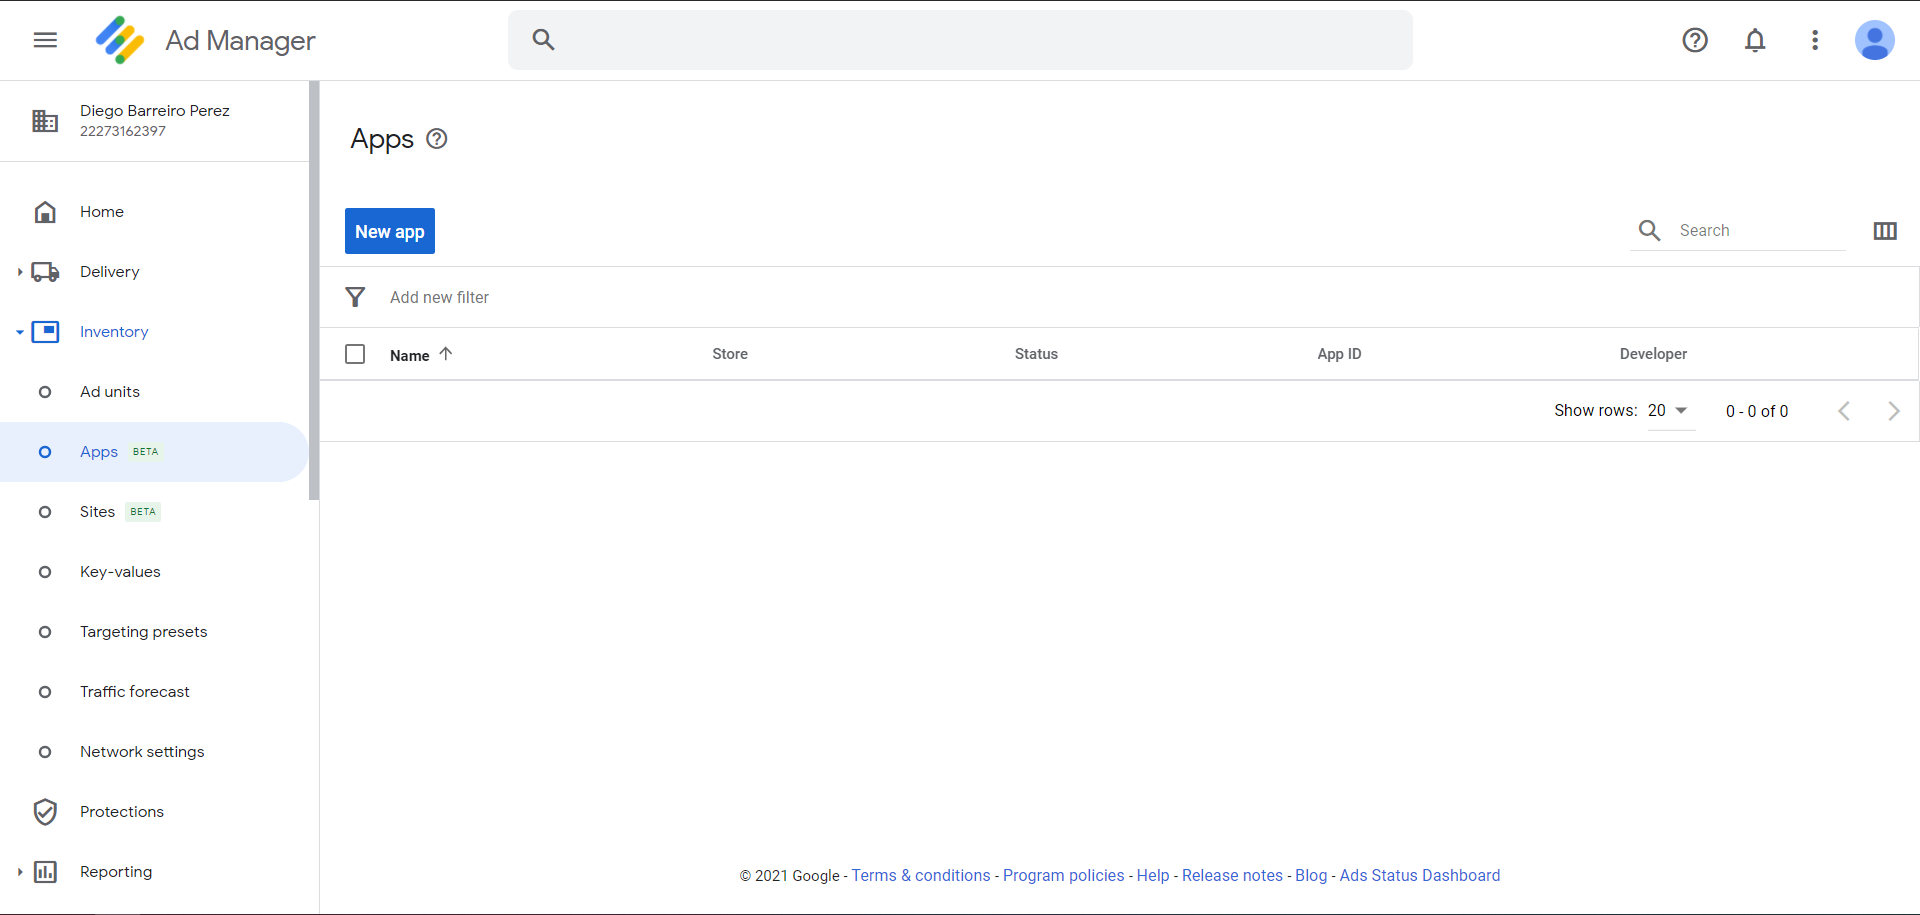 Ad Manager
Diego Barreiro Perez
22273162397
Home
Delivery
Inventory
Ad units
Apps BETA
Sites BETA
Key-values
Targeting presets
Traffic forecast
Network settings
Protections
Reporting
Apps
New app
Search
Add new filter
Name Store Status App ID Developer
Show rows: 20 0 - 0 of 0
© 2021 Google - Terms & conditions - Program policies - Help - Release notes - Blog - Ads Status Dashboard